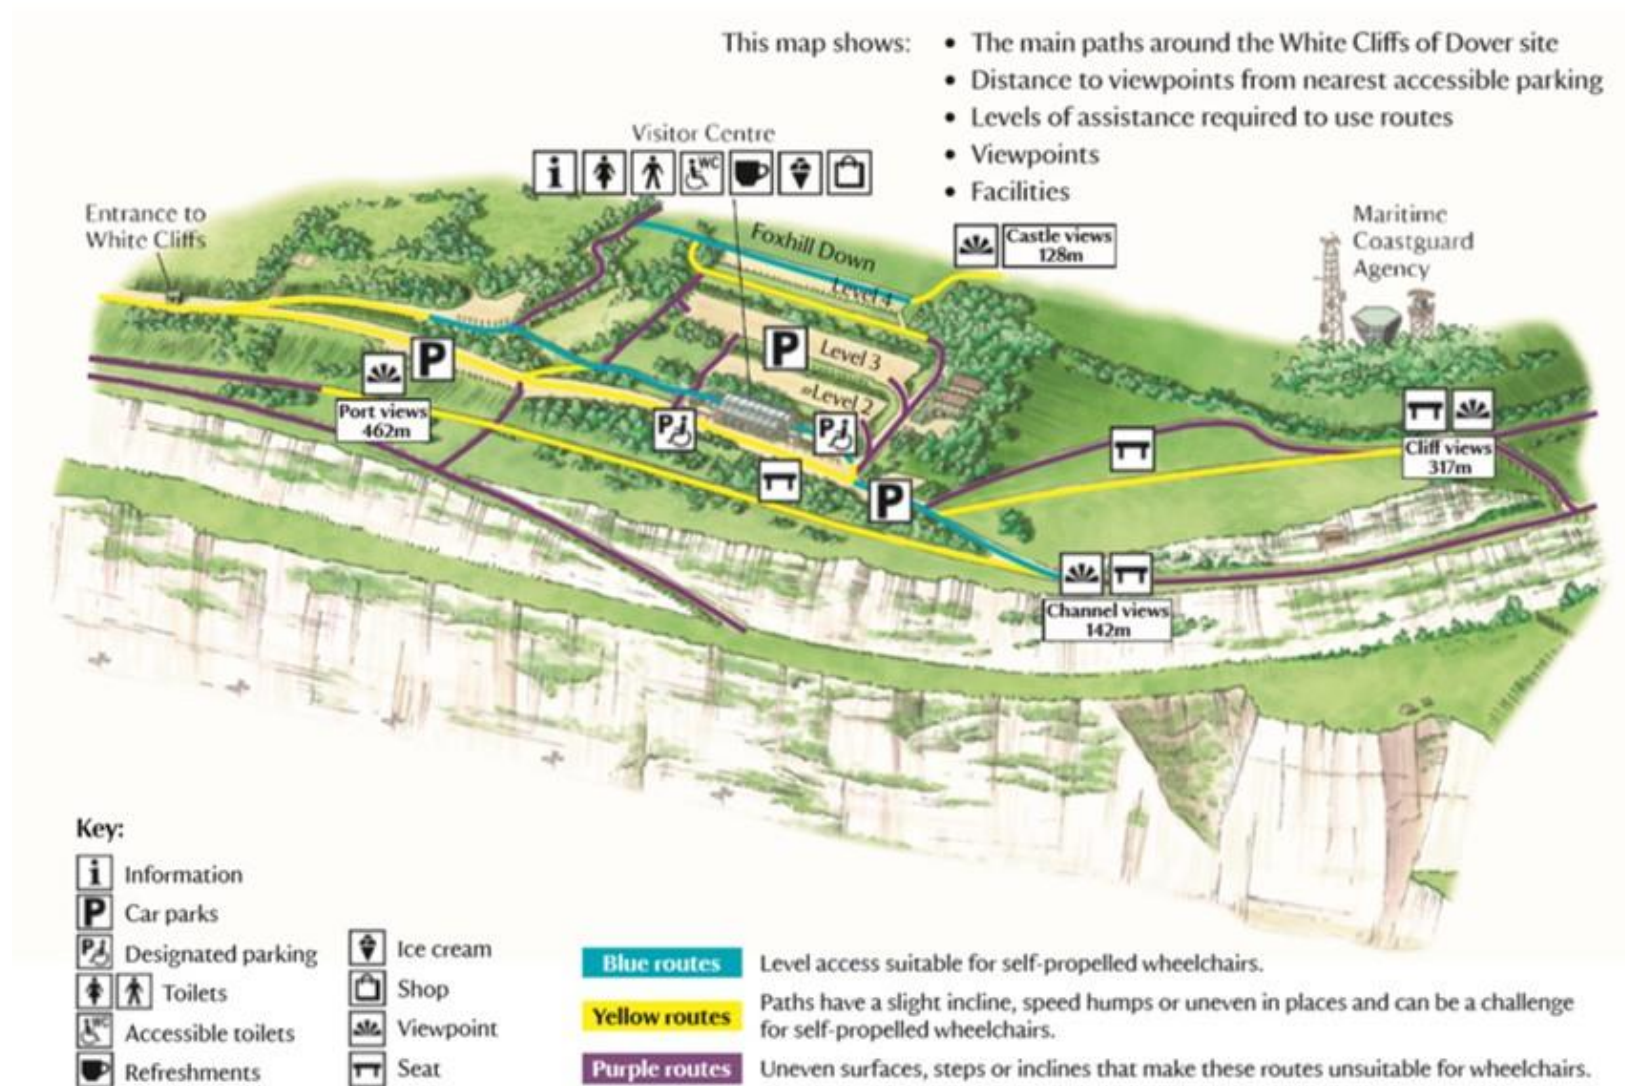 This map shows:
• The main paths around the White Cliffs of Dover site
• Distance to viewpoints from nearest accessible parking
• Levels of assistance required to use routes
• Viewpoints
• Facilities
Visitor Centre
i
WC
Entrance to
White Cliffs
Foxhill Down
Level 4
Castle views
128m
Maritime
Coastguard
Agency
P
Level 3
Level 2
P
Port views
462m
P
P
P
Cliff views
317m
Channel views
142m
Key:
i Information
P Car parks
P Designated parking
Toilets
WC Accessible toilets
Refreshments
Ice cream
Shop
Viewpoint
Seat
Blue routes Level access suitable for self-propelled wheelchairs.
Yellow routes Paths have a slight incline, speed humps or uneven in places and can be a challenge
for self-propelled wheelchairs.
Purple routes Uneven surfaces, steps or inclines that make these routes unsuitable for wheelchairs.